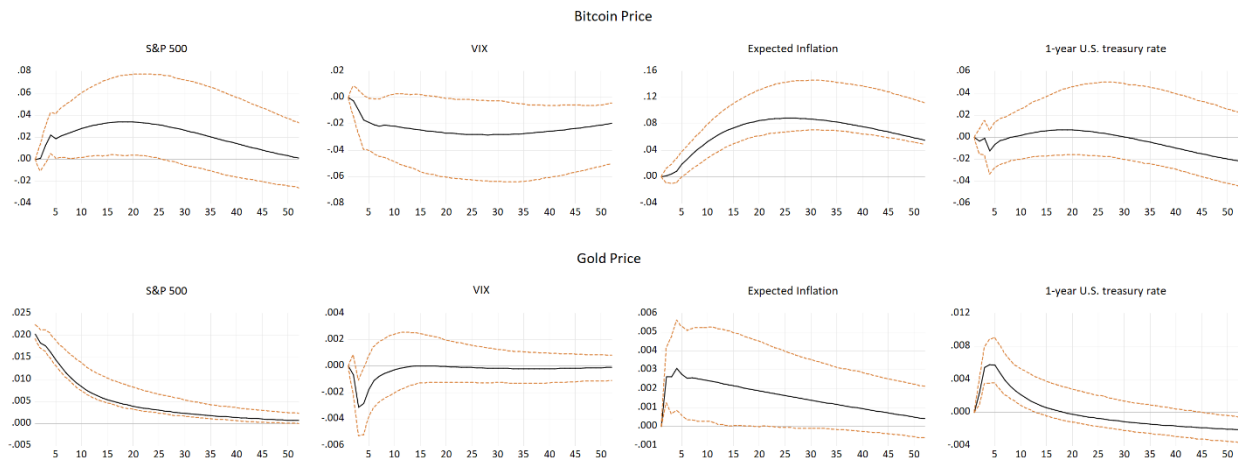 Bitcoin Price
S&P 500
VIX
Expected Inflation
1-year U.S. treasury rate
.08
.06
.04
.02
.00
-.02
-.04
5 10 15 20 25 30 35 40 45 50
.02
.00
-.02
-.04
-.06
-.08
5 10 15 20 25 30 35 40 45 50
.16
.12
.08
.04
.00
-.04
5 10 15 20 25 30 35 40 45 50
.06
.04
.02
.00
-.02
-.04
-.06
5 10 15 20 25 30 35 40 45 50
Gold Price
S&P 500
VIX
Expected Inflation
1-year U.S. treasury rate
.025
.020
.015
.010
.005
.000
-.005
5 10 15 20 25 30 35 40 45 50
.004
.002
.000
-.002
-.004
-.006
5 10 15 20 25 30 35 40 45 50
.006
.005
.004
.003
.002
.001
.000
-.001
5 10 15 20 25 30 35 40 45 50
.012
.008
.004
.000
-.004
5 10 15 20 25 30 35 40 45 50